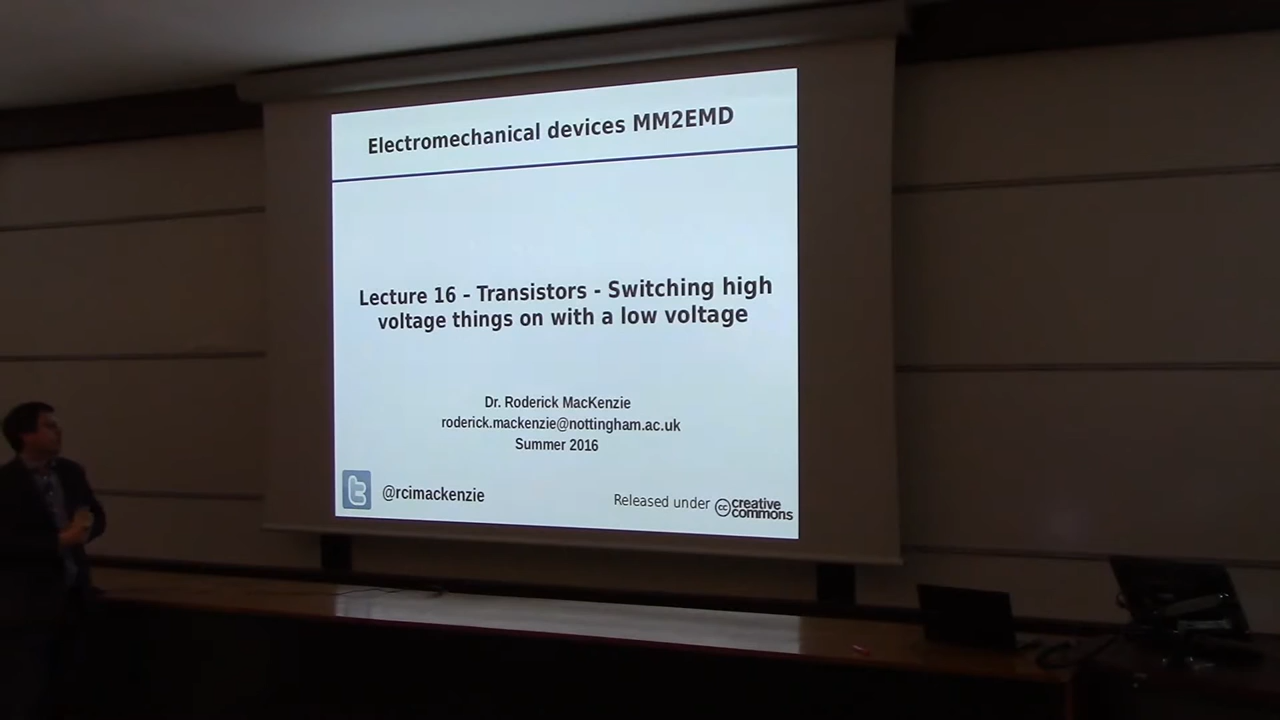 Electromechanical devices MM2EMD
Lecture 16 – Transistors - Switching high
voltage things on with a low voltage
Dr. Roderick MacKenzie
roderick.mackenzie@nottingham.ac.uk
Summer 2016
@rcimackenzie
Released under
cc creative
commons